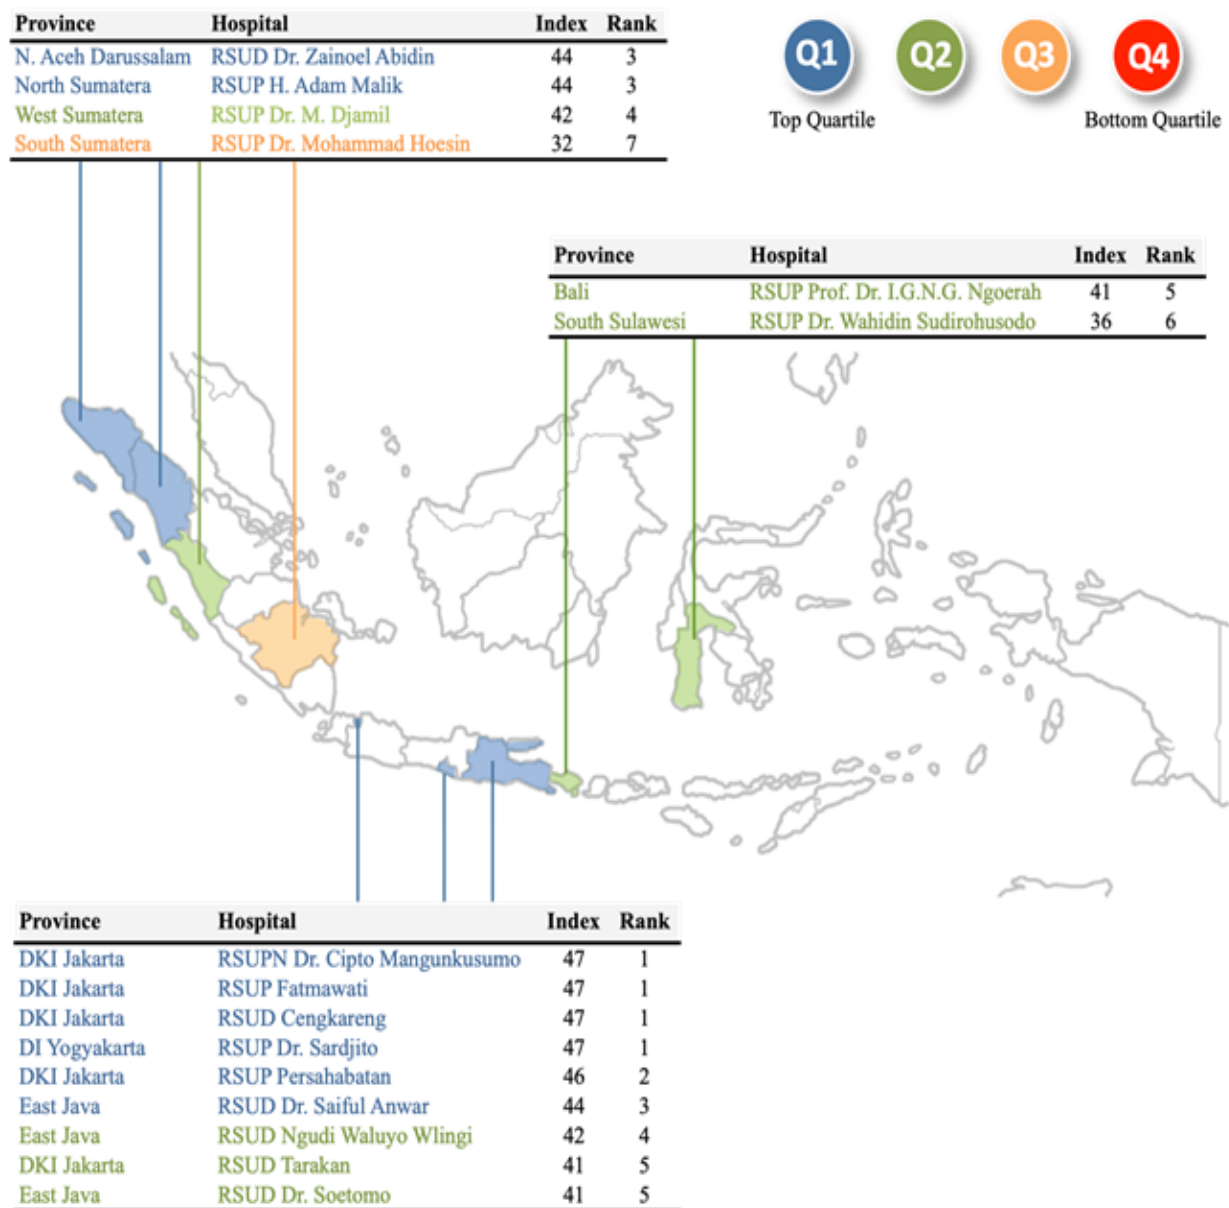 Province Hospital Index Rank
N. Aceh Darussalam RSUD Dr. Zainoel Abidin 44 3
North Sumatera RSUP H. Adam Malik 44 3
West Sumatera RSUP Dr. M. Djamil 42 4
South Sumatera RSUP Dr. Mohammad Hoesin 32 7
Q1 Q2 Q3 Q4
Top Quartile Bottom Quartile
Province Hospital Index Rank
Bali RSUP Prof. Dr. I.G.N.G. Ngoerah 41 5
South Sulawesi RSUP Dr. Wahidin Sudirohusodo 36 6
Province Hospital Index Rank
DKI Jakarta RSUPN Dr. Cipto Mangunkusumo 47 1
DKI Jakarta RSUP Fatmawati 47 1
DKI Jakarta RSUD Cengkareng 47 1
DI Yogyakarta RSUP Dr. Sardjito 47 1
DKI Jakarta RSUP Persahabatan 46 2
East Java RSUD Dr. Saiful Anwar 44 3
East Java RSUD Ngudi Waluyo Wlingi 42 4
DKI Jakarta RSUD Tarakan 41 5
East Java RSUD Dr. Soetomo 41 5